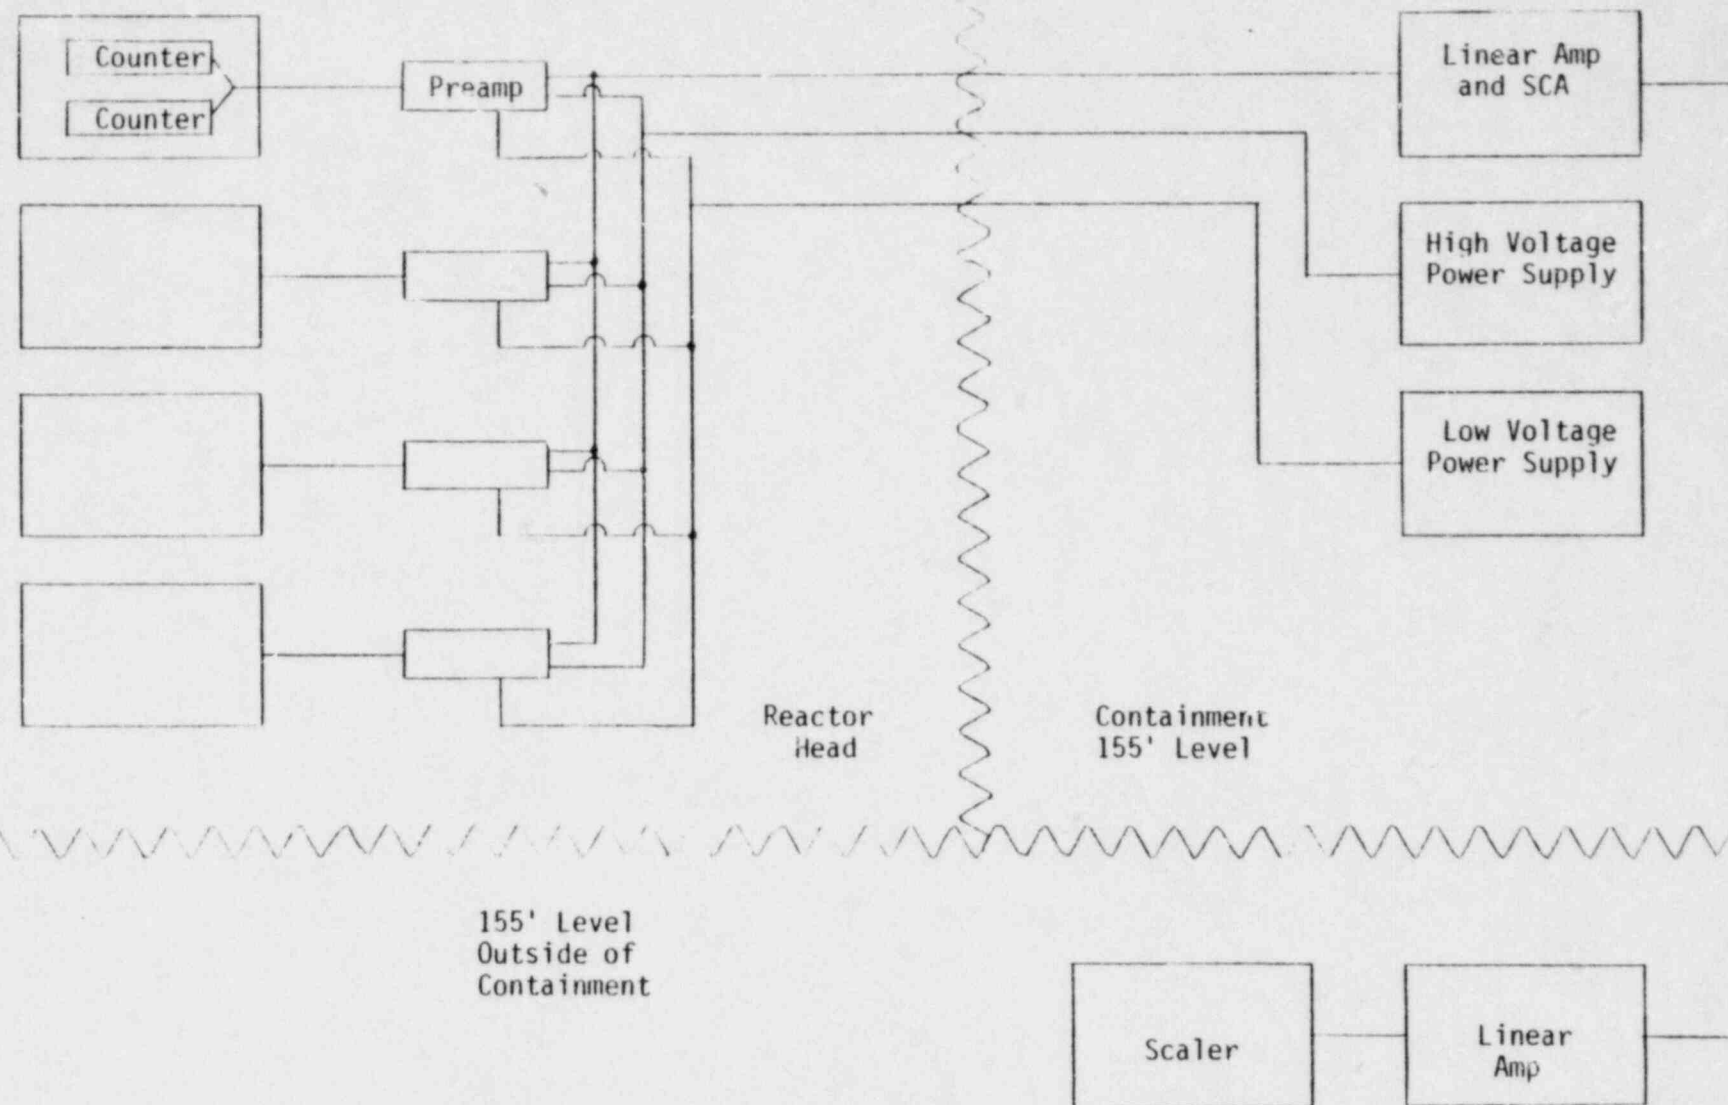 Counter
Counter
Preamp
Linear Amp
and SCA
High Voltage
Power Supply
Low Voltage
Power Supply
Reactor
Head
Containment
155' Level
155' Level
Outside of
Containment
Scaler
Linear
Amp